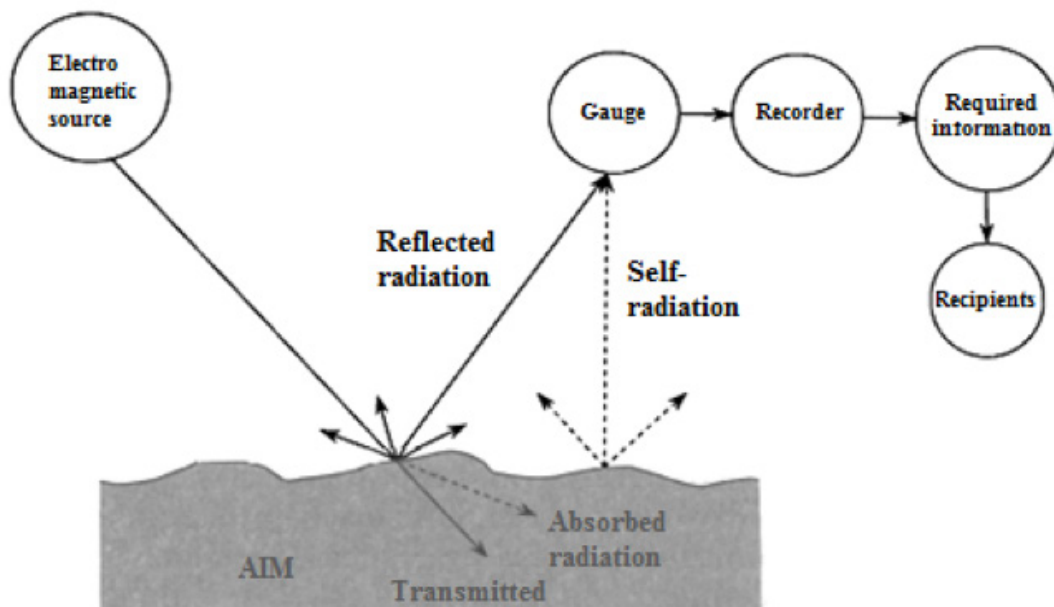 Electro
magnetic
source
Gauge
Recorder
Required
information
Reflected
radiation
Self-
radiation
Recipients
Absorbed
radiation
AIM
Transmitted